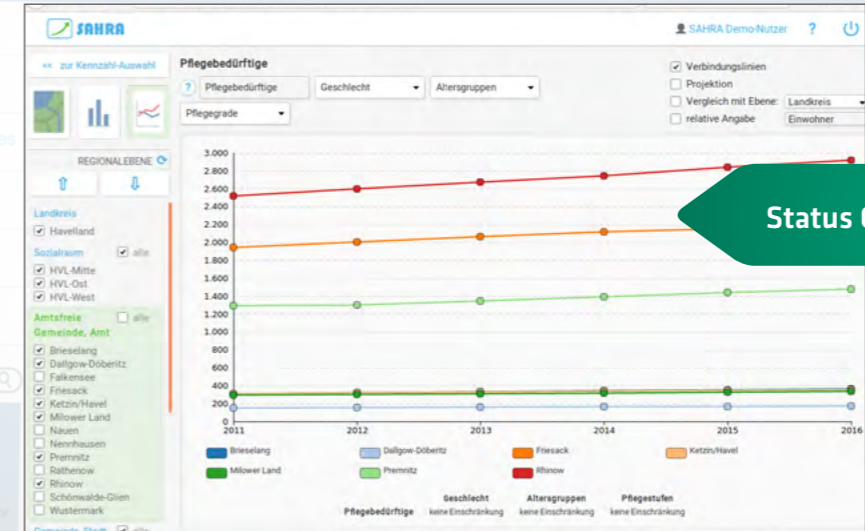 SAHRA
SAHRA Demo-Nutzer ?
<< zur Kennzahl-Auswahl
Pflegebedürftige
? Pflegebedürftige Geschlecht Altersgruppen
Pflegegrade
Verbindungslinien
Projektion
Vergleich mit Ebene: Landkreis
relative Angabe Einwohner
REGIONALEBENE
Landkreis
Havelland
Sozialraum alle
HVL-Mitte
HVL-Ost
HVL-West
Amtsfreie alle
Gemeinde, Amt
Brieselang
Dallgow-Döberitz
Falkensee
Friesack
Ketzin/Havel
Milower Land
Nauen
Nennhausen
Premnitz
Rathenow
Rhinow
Schönwalde-Glien
Wustermark
Gemeinde, Stadt alle
3.000
2.800
2.600
2.400
2.200
2.000
1.800
1.600
1.400
1.200
1.000
800
600
400
200
0
2011 2012 2013 2014 2015 2016
Status
Brieselang Dallgow-Döberitz Friesack Ketzin/Havel
Milower Land Premnitz Rhinow
Geschlecht Altersgruppen Pflegestufen
Pflegebedürftige keine Einschränkung keine Einschränkung keine Einschränkung